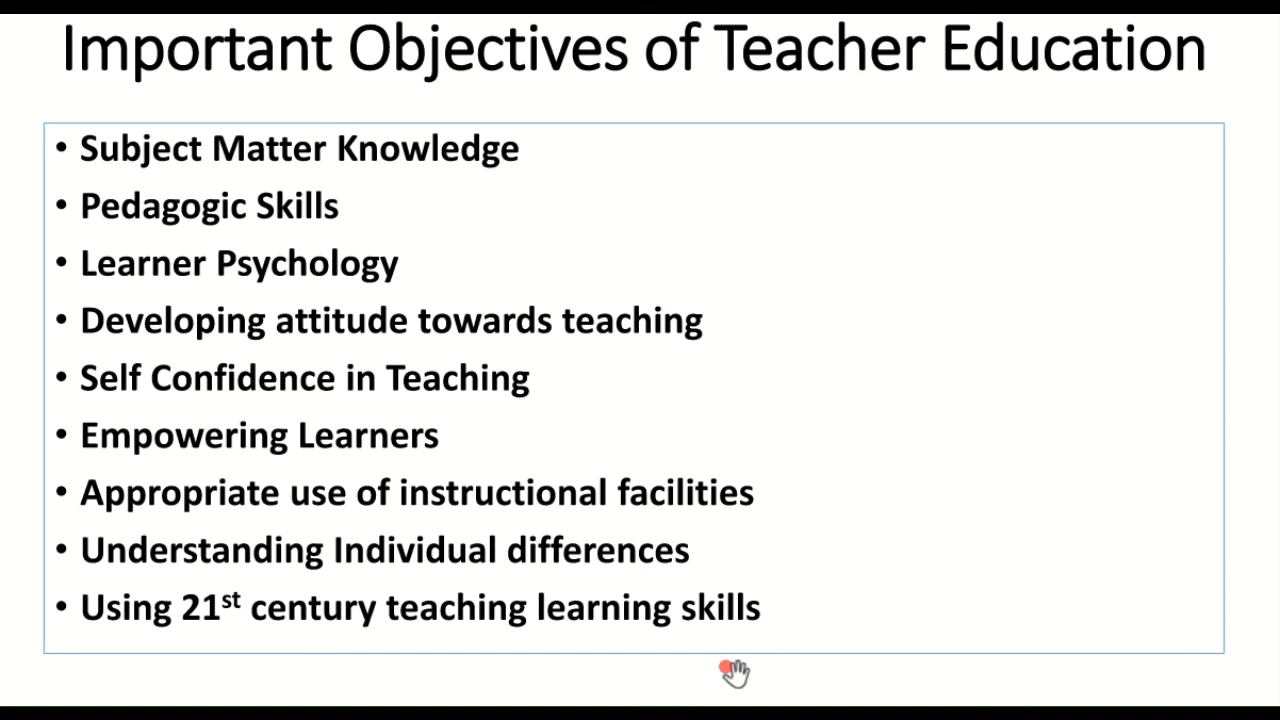 Important Objectives of Teacher Education
• Subject Matter Knowledge
• Pedagogic Skills
• Learner Psychology
• Developing attitude towards teaching
• Self Confidence in Teaching
• Empowering Learners
• Appropriate use of instructional facilities
• Understanding Individual differences
• Using 21st century teaching learning skills